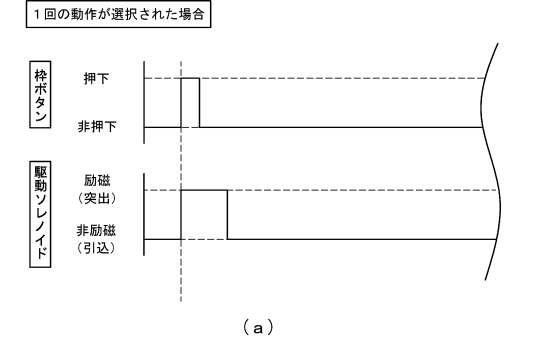 １回の動作が選択された場合
枠ボタン
押下
非押下
駆動ソレノイド
励磁
（突出）
非励磁
（引込）
（ａ）